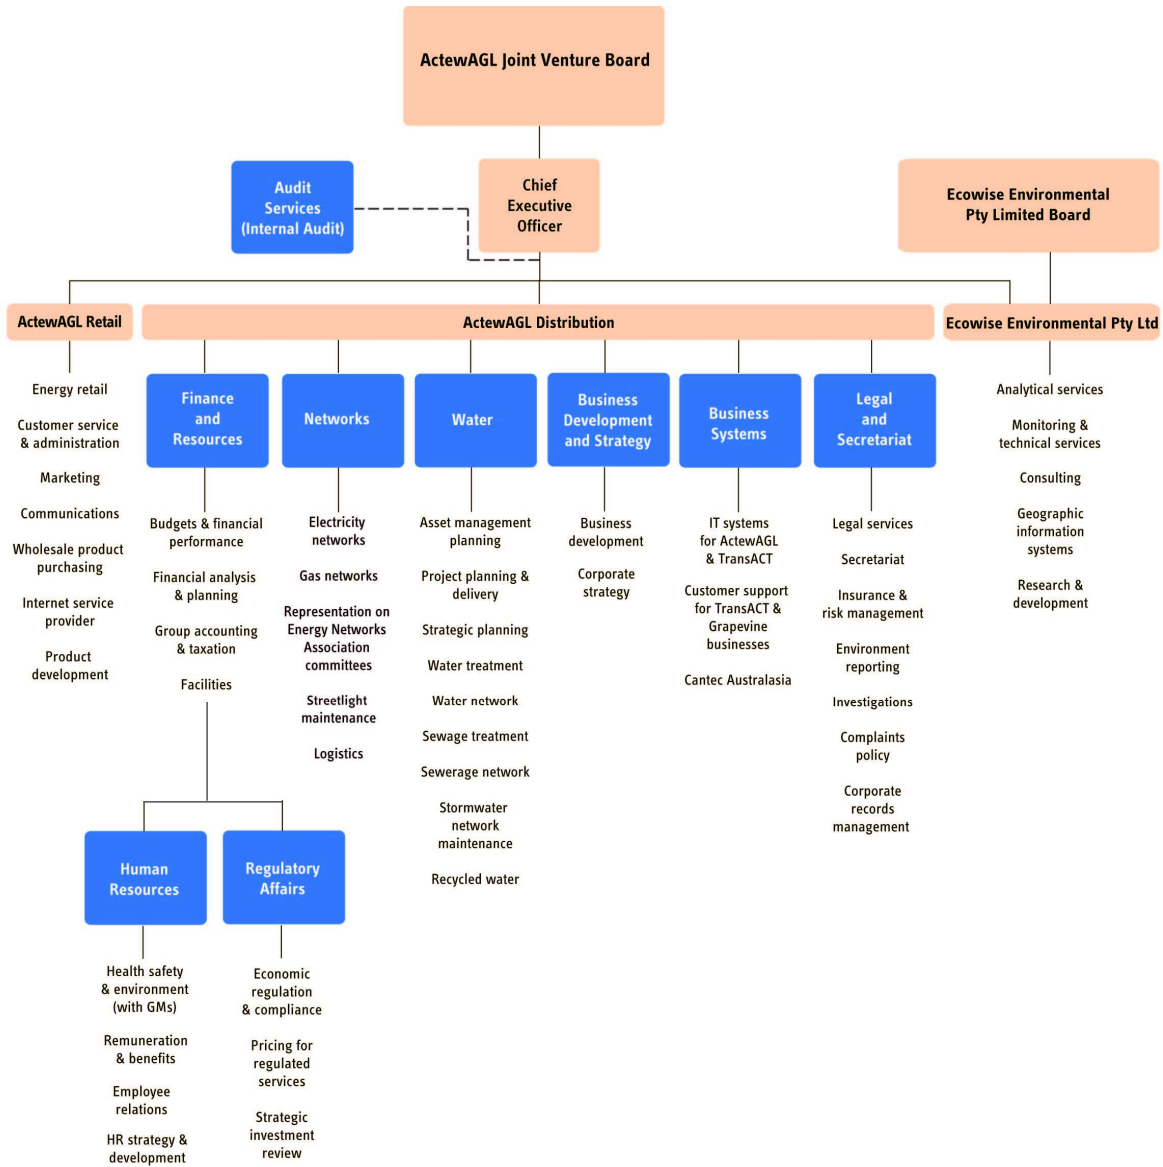 ActewAGL Joint Venture Board
Audit
Services
(Internal Audit)
Chief
Executive
Officer
Ecowise Environmental
Pty Limited Board
ActewAGL Retail
ActewAGL Distribution
Ecowise Environmental Pty Ltd
Energy retail
Customer service
& administration
Marketing
Communications
Wholesale product
purchasing
Internet service
provider
Product
development
Finance
and
Resources
Budgets & financial
performance
Financial analysis
& planning
Group accounting
& taxation
Facilities
Networks
Electricity
networks
Gas networks
Representation on
Energy Networks
Association
committees
Streetlight
maintenance
Logistics
Water
Asset management
planning
Project planning &
delivery
Strategic planning
Water treatment
Water network
Sewage treatment
Sewerage network
Stormwater
network
maintenance
Recycled water
Business
Development
and Strategy
Business
development
Corporate
strategy
Business
Systems
IT systems
for ActewAGL
& TransACT
Customer support
for TransACT &
Grapevine
businesses
Cantec Australasia
Legal
and
Secretariat
Legal services
Secretariat
Insurance &
risk management
Environment
reporting
Investigations
Complaints
policy
Corporate
records
management
Analytical services
Monitoring &
technical services
Consulting
Geographic
information
systems
Research &
development
Human
Resources
Health safety
& environment
(with GMs)
Remuneration
& benefits
Employee
relations
HR strategy &
development
Regulatory
Affairs
Economic
regulation
& compliance
Pricing for
regulated
services
Strategic
investment
review